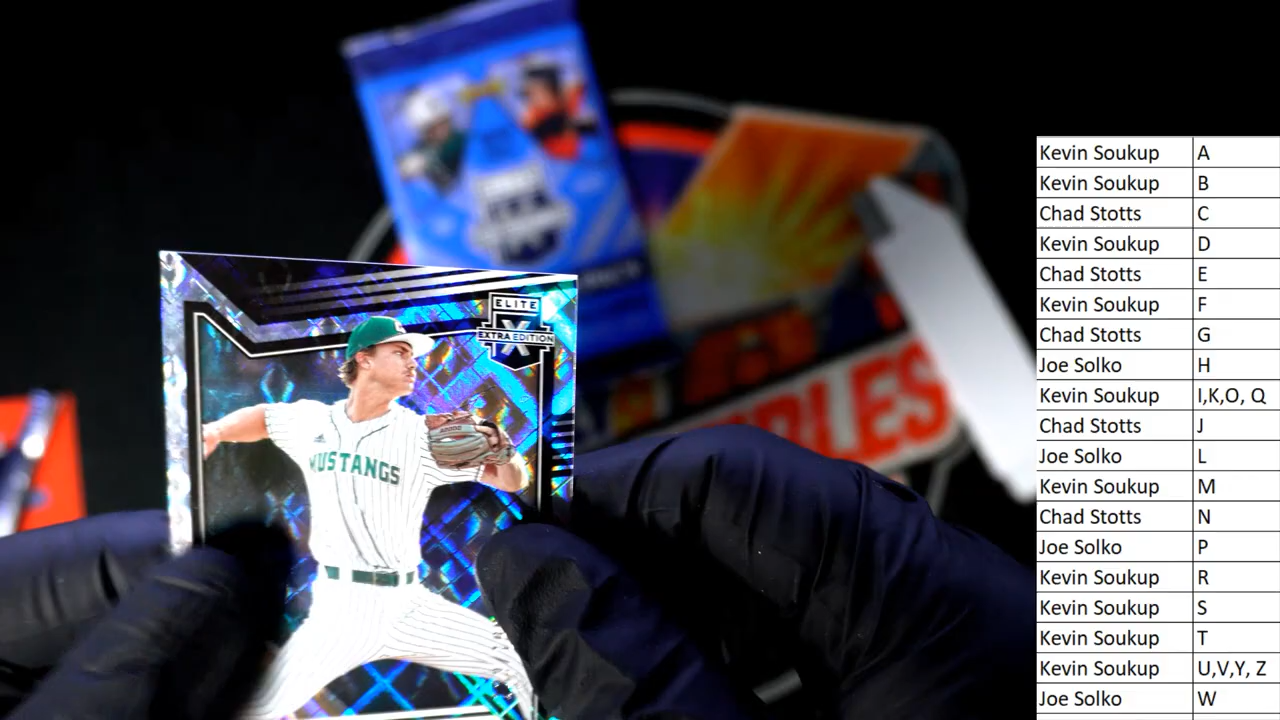 ELITE
X
EXTRA EDITION
MUSTANGS
BLES
Kevin Soukup A
Kevin Soukup B
Chad Stotts C
Kevin Soukup D
Chad Stotts E
Kevin Soukup F
Chad Stotts G
Joe Solko H
Kevin Soukup I,K,O, Q
Chad Stotts J
Joe Solko L
Kevin Soukup M
Chad Stotts N
Joe Solko P
Kevin Soukup R
Kevin Soukup S
Kevin Soukup T
Kevin Soukup U,V,Y, Z
Joe Solko W